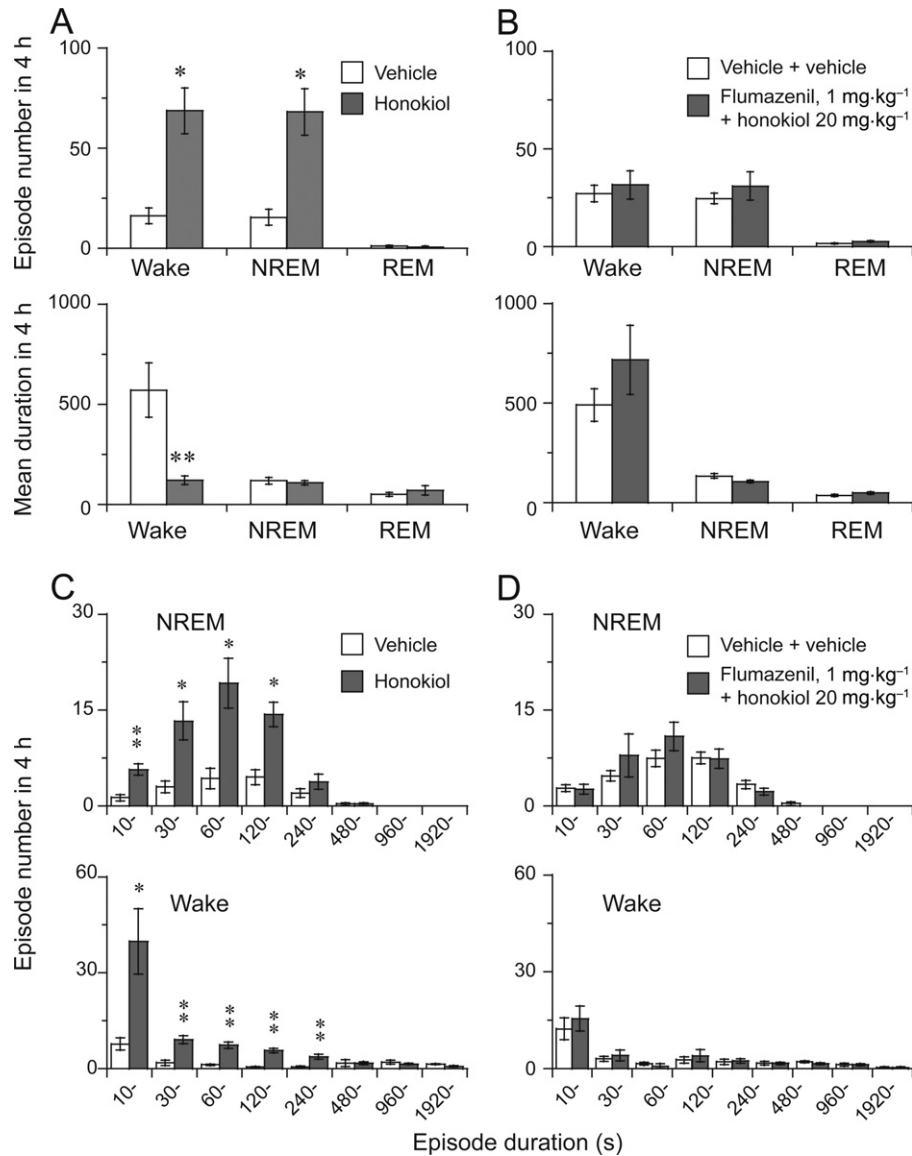 A
B
Episode number in 4 h
100
50
0
Vehicle
Honokiol
*
*
Wake
NREM
REM
100
50
0
Vehicle + vehicle
Flumazenil, 1 mg·kg⁻¹
+ honokiol 20 mg·kg⁻¹
Wake
NREM
REM
Mean duration in 4 h
1000
500
0
**
Wake
NREM
REM
1000
500
0
Wake
NREM
REM
C
D
Episode number in 4 h
30
15
0
NREM
Vehicle
Honokiol
**
*
*
*
10-
30-
60-
120-
240-
480-
960-
1920-
30
15
0
NREM
Vehicle + vehicle
Flumazenil, 1 mg·kg⁻¹
+ honokiol 20 mg·kg⁻¹
10-
30-
60-
120-
240-
480-
960-
1920-
60
30
0
Wake
*
**
**
**
**
10-
30-
60-
120-
240-
480-
960-
1920-
60
30
0
Wake
10-
30-
60-
120-
240-
480-
960-
1920-
Episode duration (s)